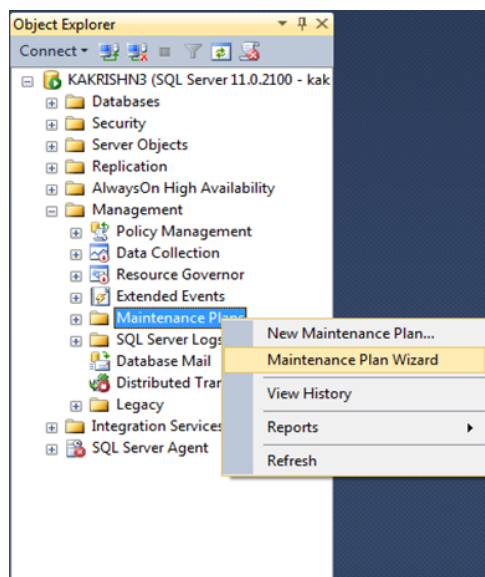 Object Explorer
Connect
KAKRISHN3 (SQL Server 11.0.2100 - kak
Databases
Security
Server Objects
Replication
AlwaysOn High Availability
Management
Policy Management
Data Collection
Resource Governor
Extended Events
Maintenance Plans
SQL Server Logs
Database Mail
Distributed Tran
Legacy
Integration Services
SQL Server Agent
New Maintenance Plan...
Maintenance Plan Wizard
View History
Reports
Refresh